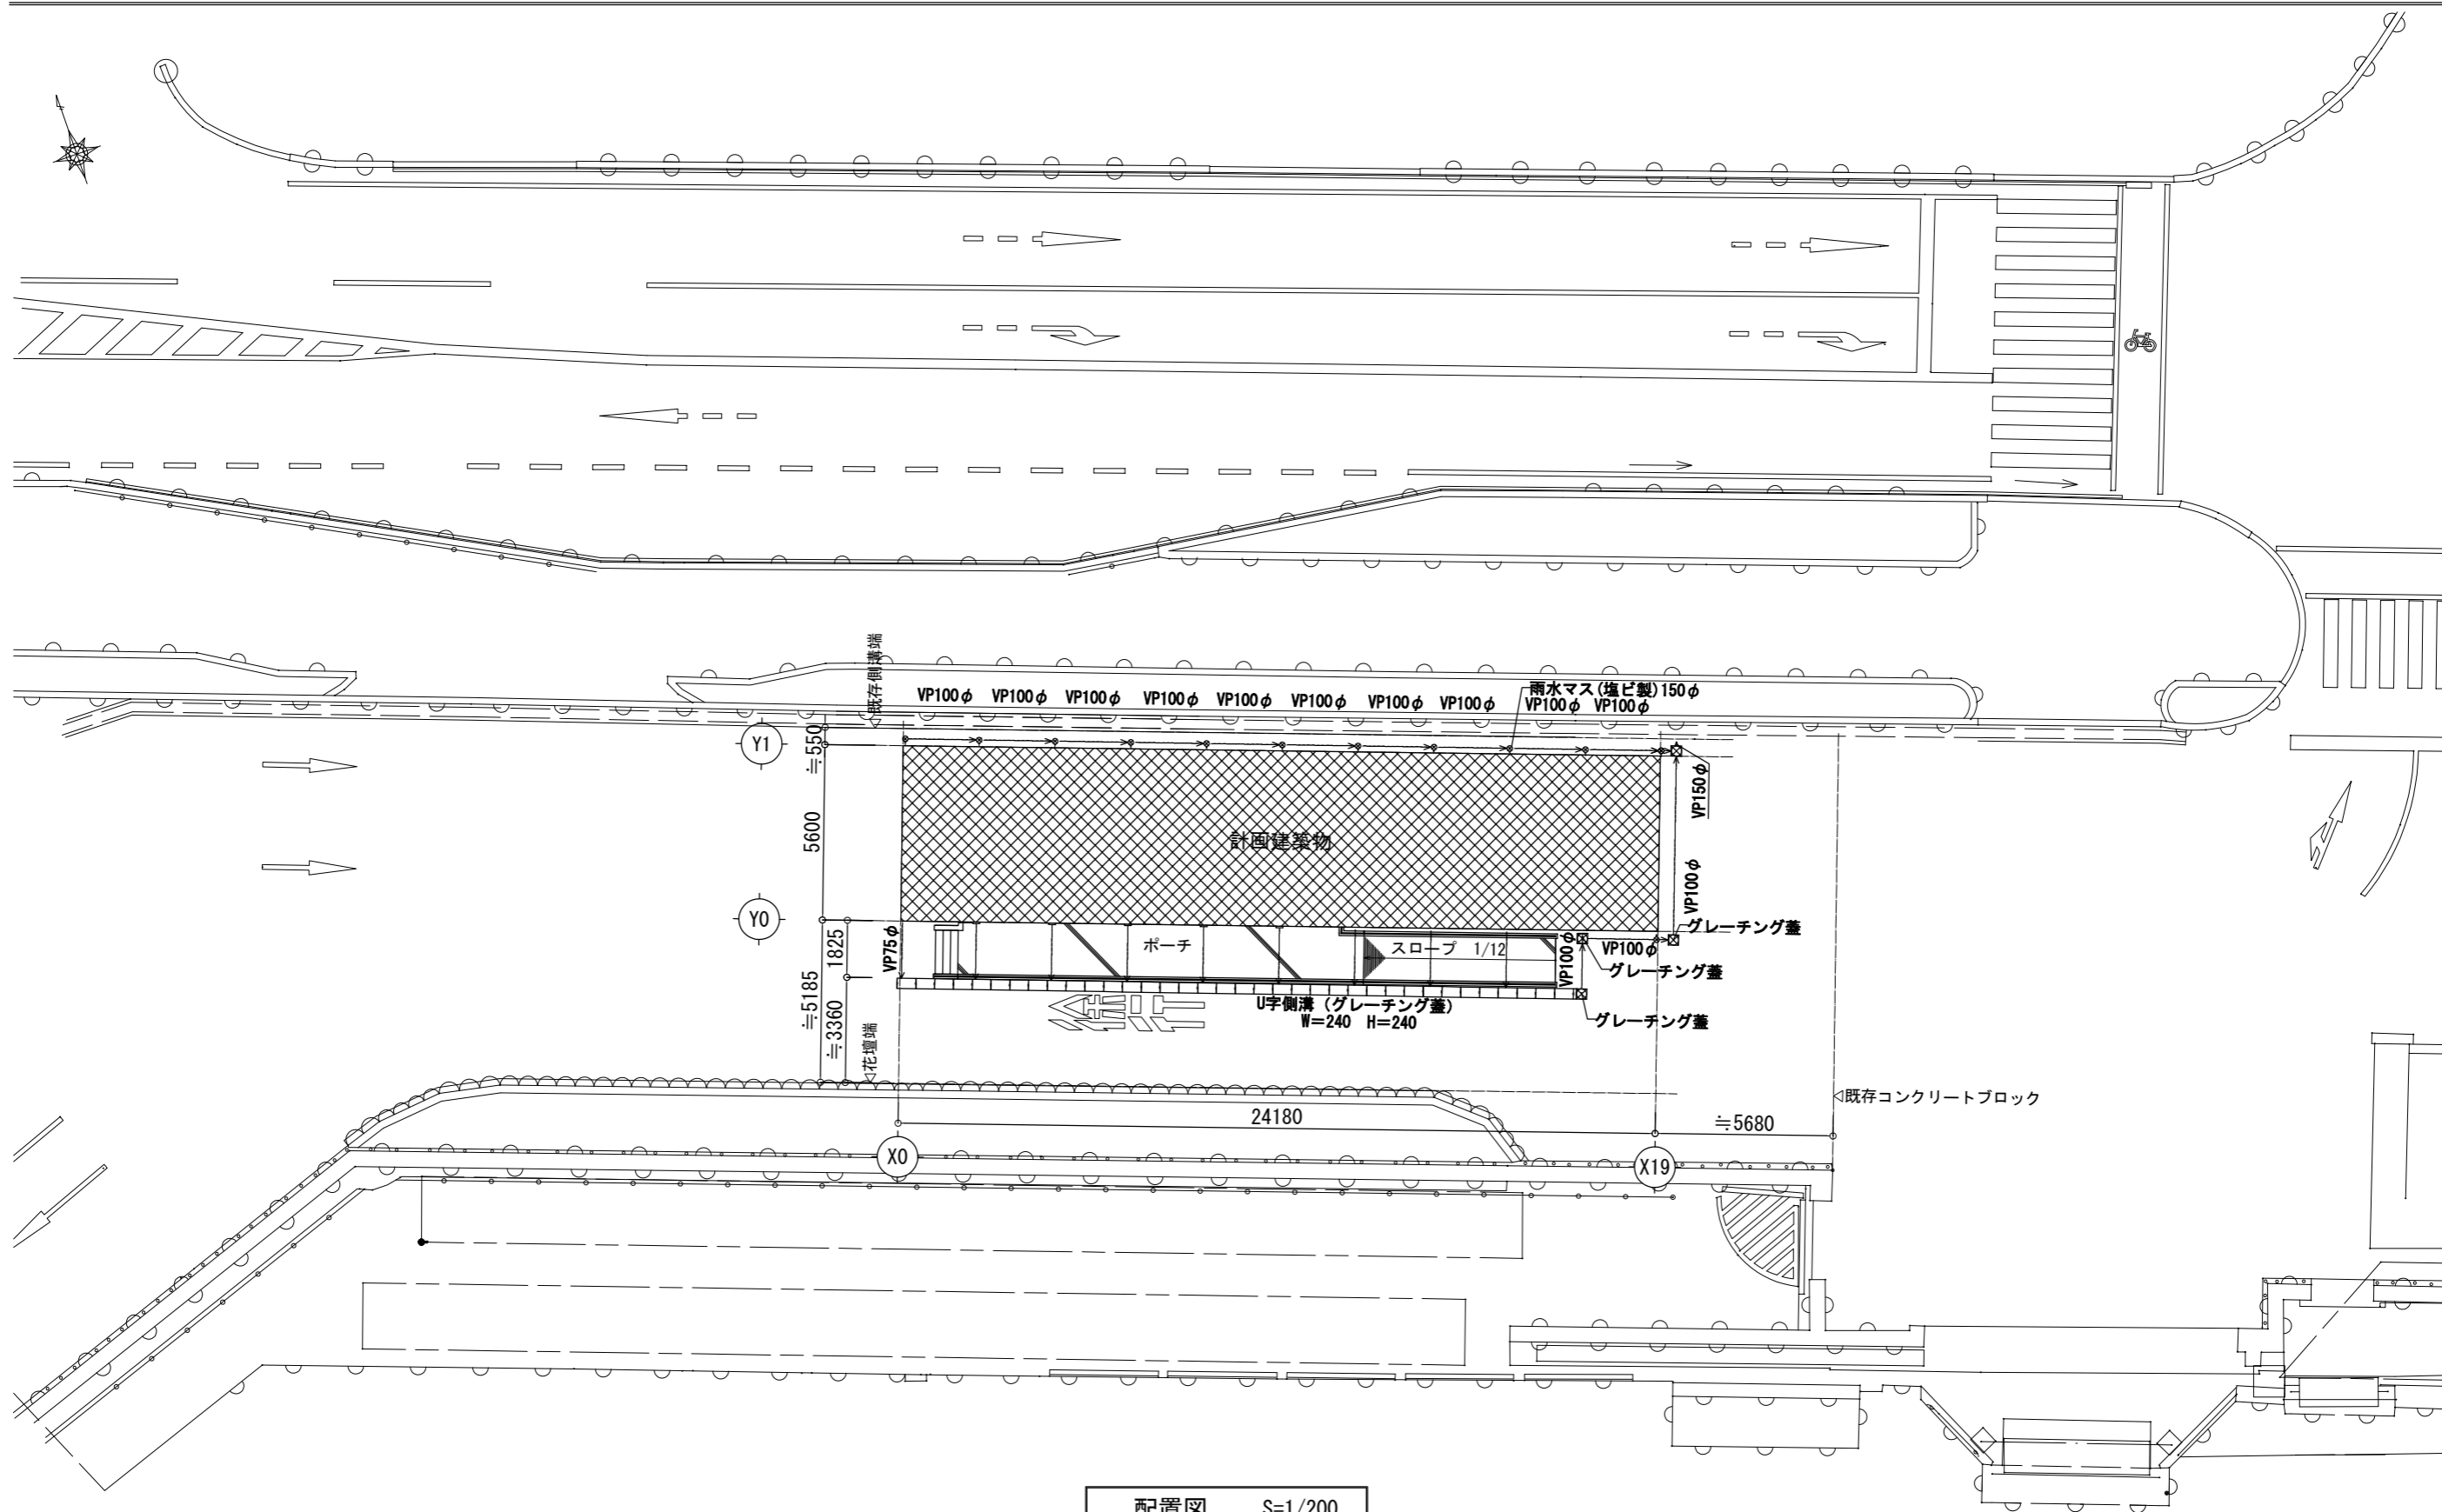 既存側溝端
VP100φ VP100φ VP100φ VP100φ VP100φ VP100φ VP100φ VP100φ
雨水マス(塩ビ製)150φ
VP100φ VP100φ
Y1
≒550
VP150φ
5600
計画建築物
VP100φ
Y0
グレーチング蓋
1825
VP75φ
ポーチ
スロープ 1/12
VP100φ
VP100φ
グレーチング蓋
≒5185
≒3360
U字側溝(グレーチング蓋)
W=240 H=240
グレーチング蓋
花壇端
既存コンクリートブロック
24180
≒5680
X0
X19
配置図 S=1/200